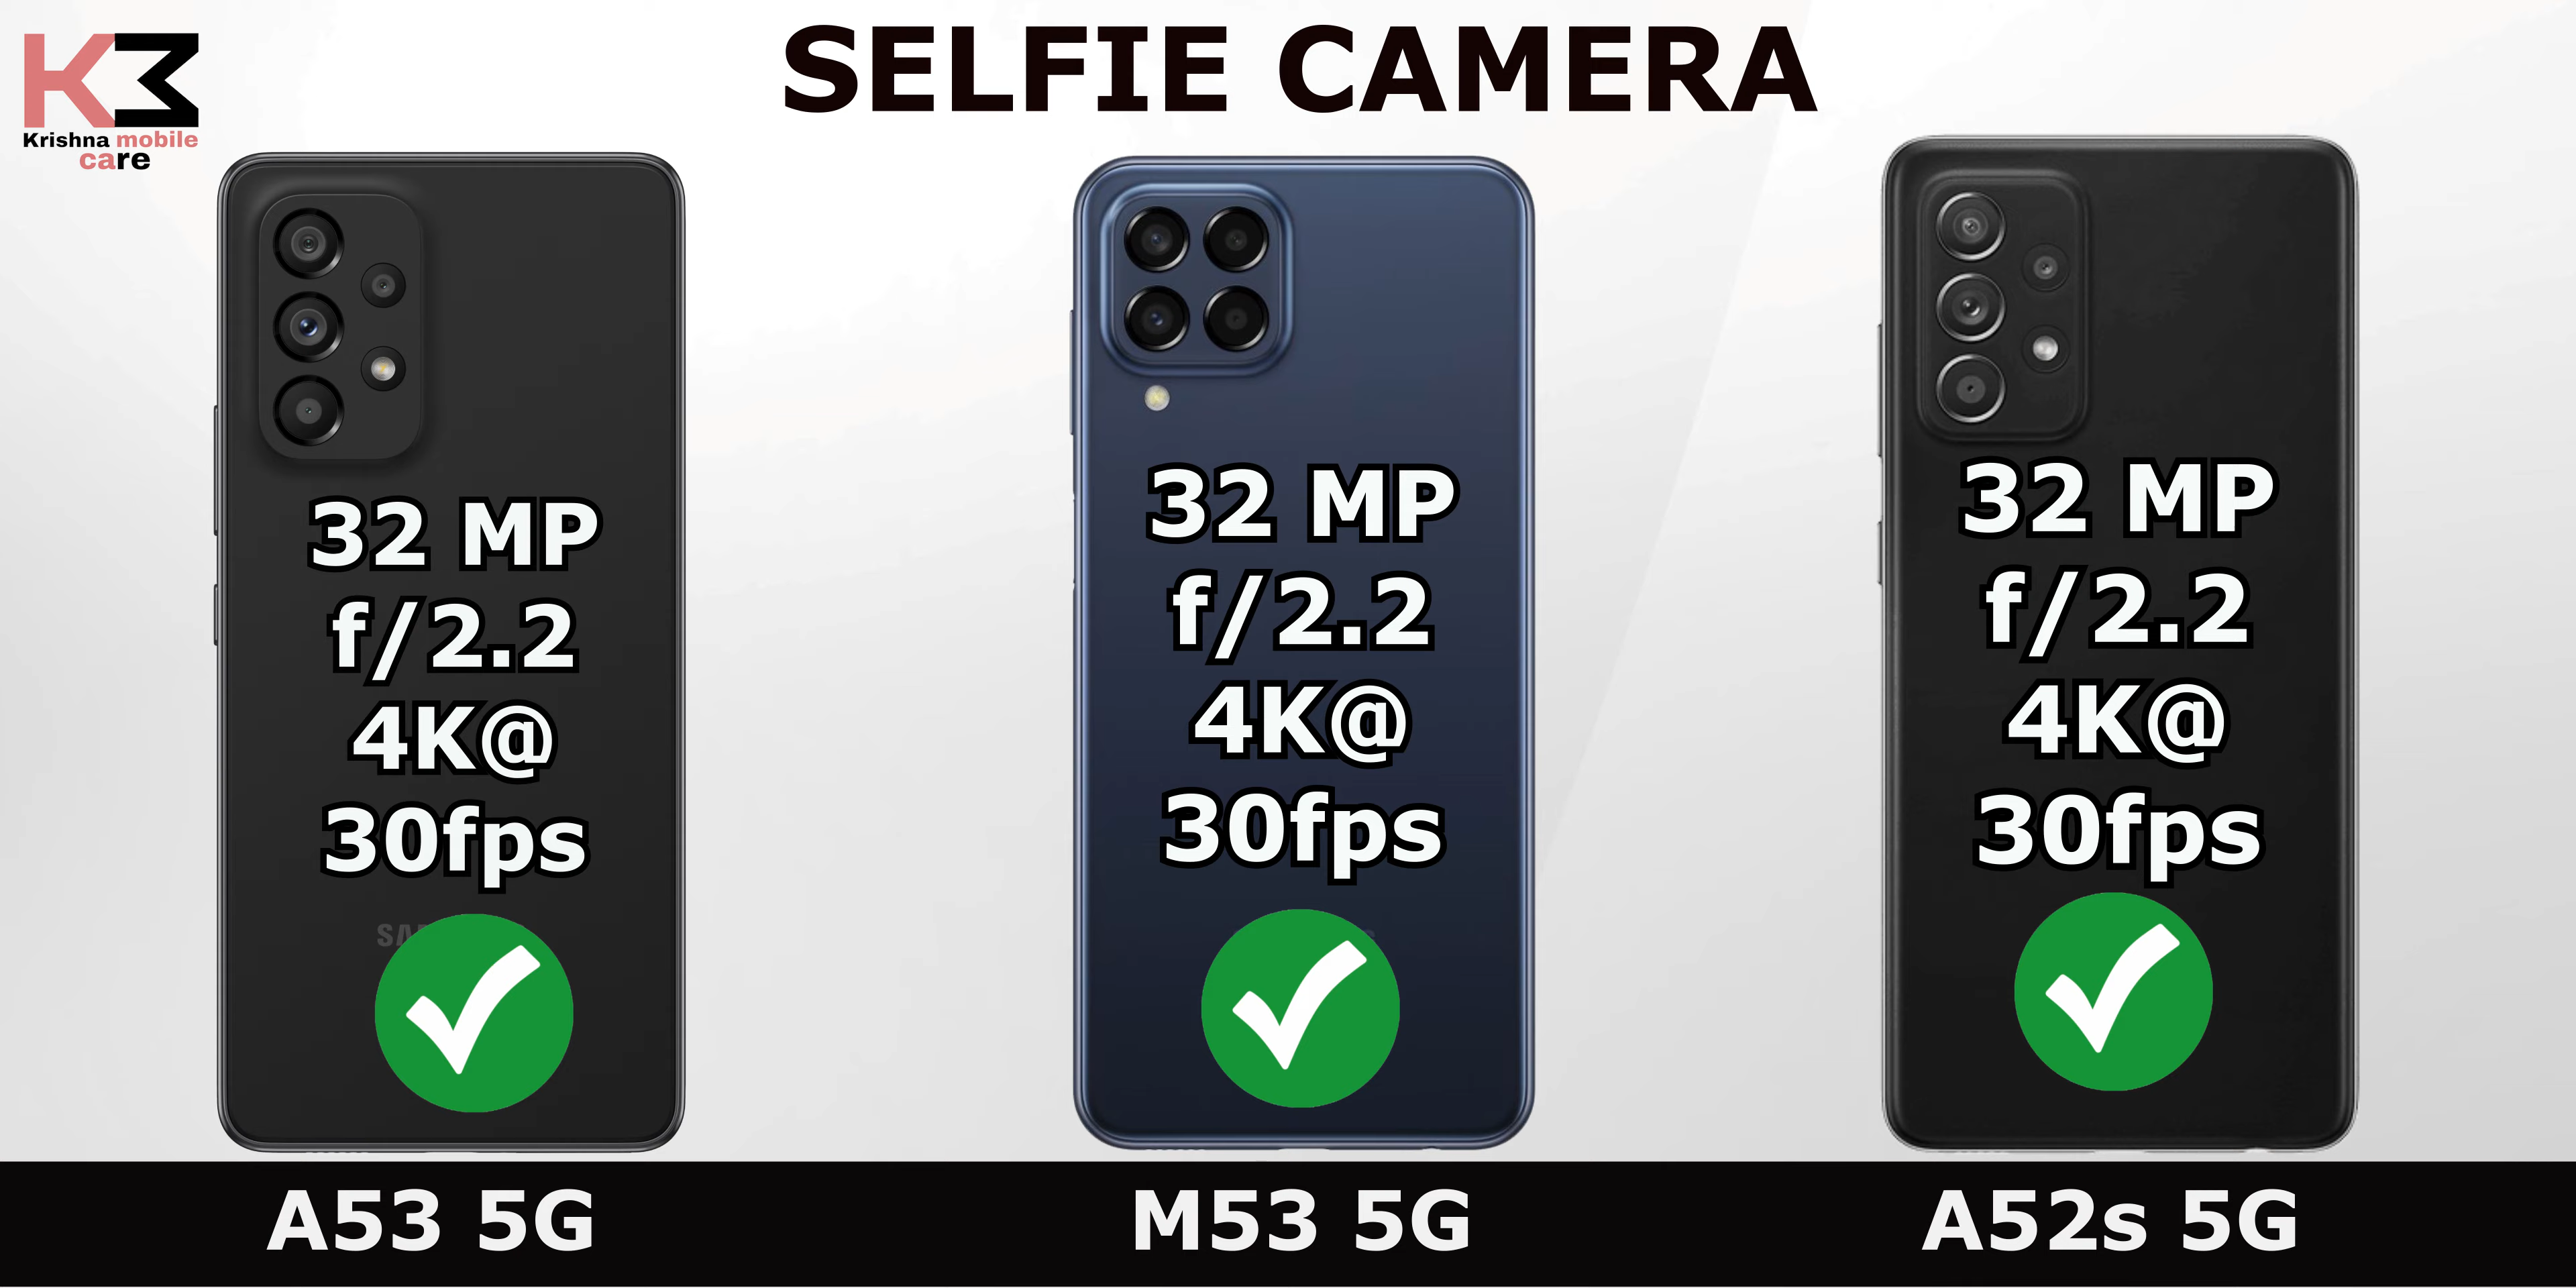 KM
Krishna mobile
care
SELFIE CAMERA
32 MP
f/2.2
4K@
30fps
32 MP
f/2.2
4K@
30fps
32 MP
f/2.2
4K@
30fps
A53 5G
M53 5G
A52s 5G